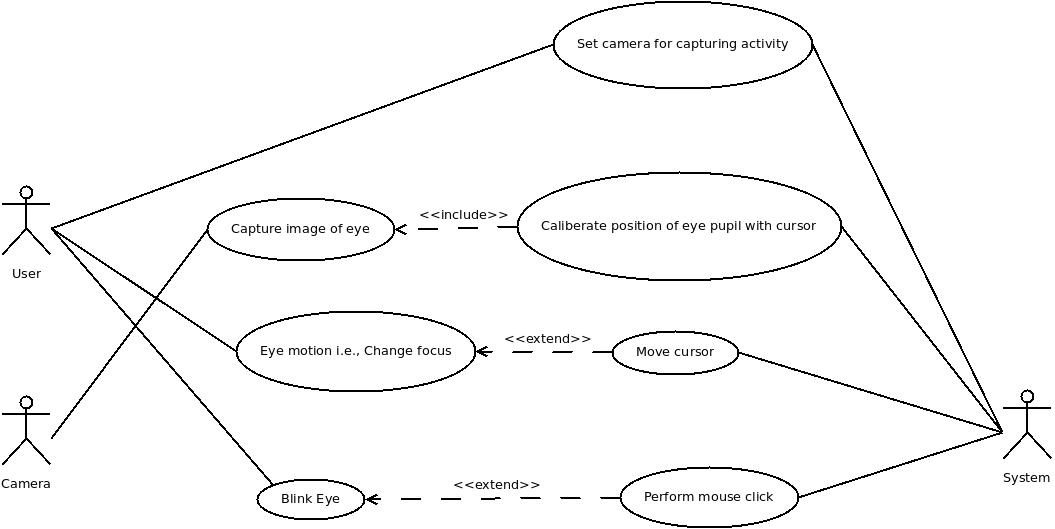 Set camera for capturing activity
User
Capture image of eye
<<include>>
Caliberate position of eye pupil with cursor
Eye motion i.e., Change focus
<<extend>>
Move cursor
Camera
System
Blink Eye
<<extend>>
Perform mouse click